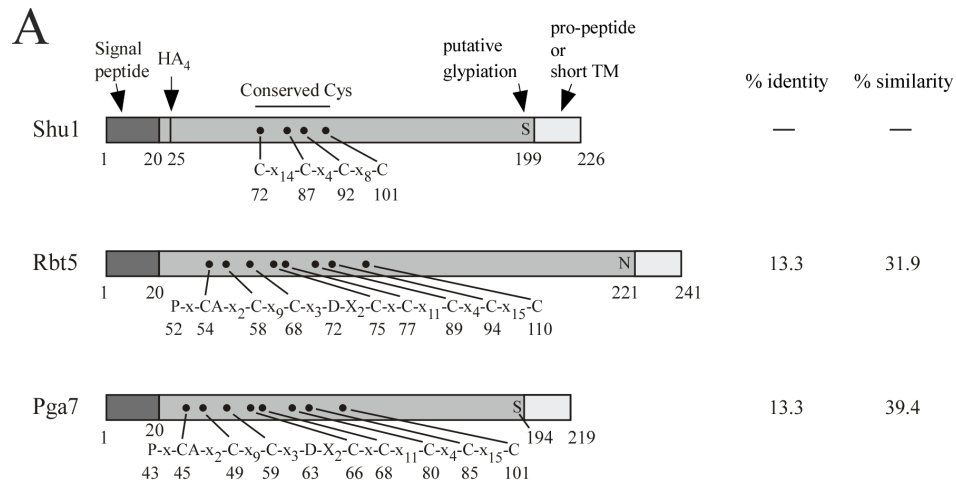 A
Signal peptide
HA4
Conserved Cys
putative glypiation
pro-propeptide or short TM
% identity % similarity
Shu1
S
— —
1 20 25 199 226
C-x14-C-x4-C-x8-C
72 87 92 101
Rbt5
N
13.3 31.9
1 20 221 241
P-x-CA-x2-C-x9-C-x3-D-X2-C-x-C-x11-C-x4-C-x15-C
52 54 58 68 72 75 77 89 94 110
Pga7
S
13.3 39.4
1 20 194 219
P-x-CA-x2-C-x9-C-x3-D-X2-C-x-C-x11-C-x4-C-x15-C
43 45 49 59 63 66 68 80 85 101